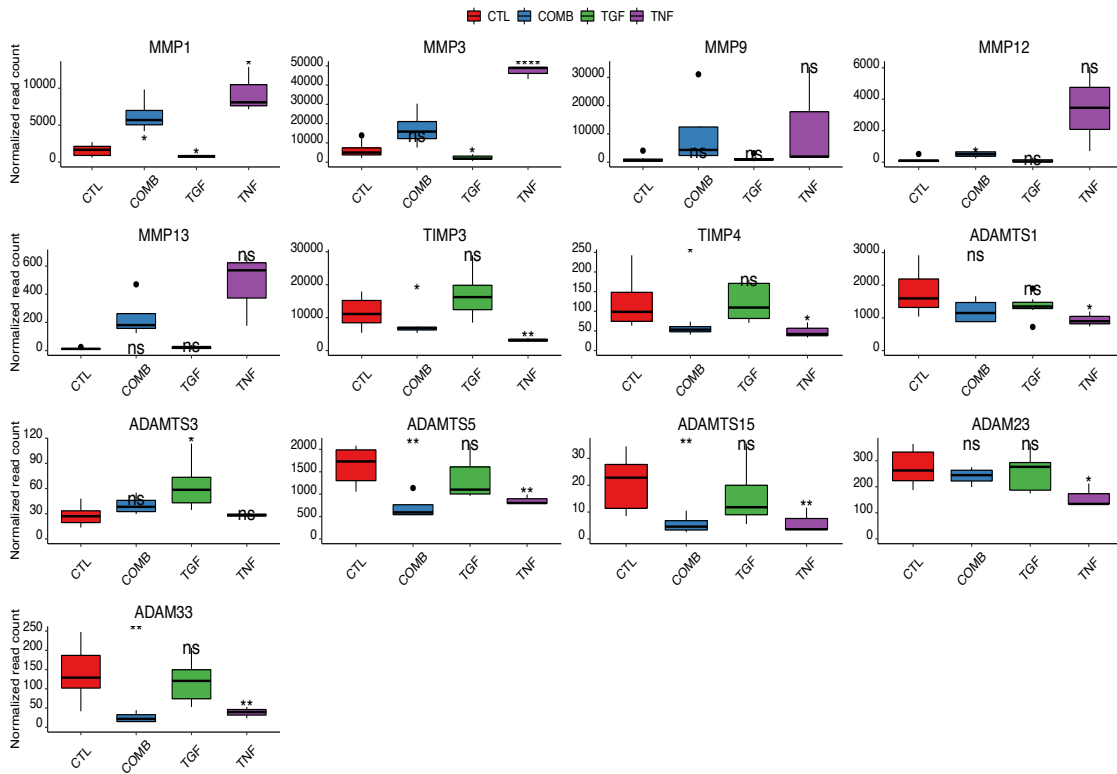 CTL COMB TGF TNF
MMP1 MMP3 MMP9 MMP12
Normalized read count
10000 5000 0
* * *
CTL COMB TGF TNF
50000 40000 30000 20000 10000 0
ns * ****
CTL COMB TGF TNF
30000 20000 10000 0
ns ns ns
CTL COMB TGF TNF
6000 4000 2000 0
* ns ns
CTL COMB TGF TNF
MMP13 TIMP3 TIMP4 ADAMTS1
Normalized read count
600 400 200 0
ns ns ns
CTL COMB TGF TNF
30000 20000 10000 0
* ns **
CTL COMB TGF TNF
250 200 150 100 50 0
* ns *
CTL COMB TGF TNF
3000 2000 1000 0
ns ns *
CTL COMB TGF TNF
ADAMTS3 ADAMTS5 ADAMTS15 ADAM23
Normalized read count
120 90 60 30 0
ns * ns
CTL COMB TGF TNF
2000 1500 1000 500 0
** ns **
CTL COMB TGF TNF
30 20 10 0
** ns **
CTL COMB TGF TNF
300 200 100 0
ns ns *
CTL COMB TGF TNF
ADAM33
Normalized read count
250 200 150 100 50 0
** ns **
CTL COMB TGF TNF